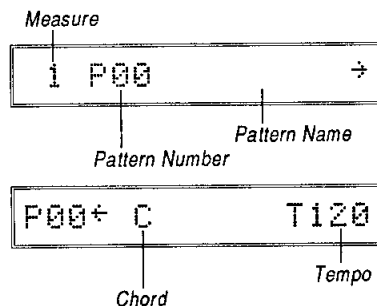 Measure
1 P00 →
Pattern Name
Pattern Number
P00← C T120
Tempo
Chord